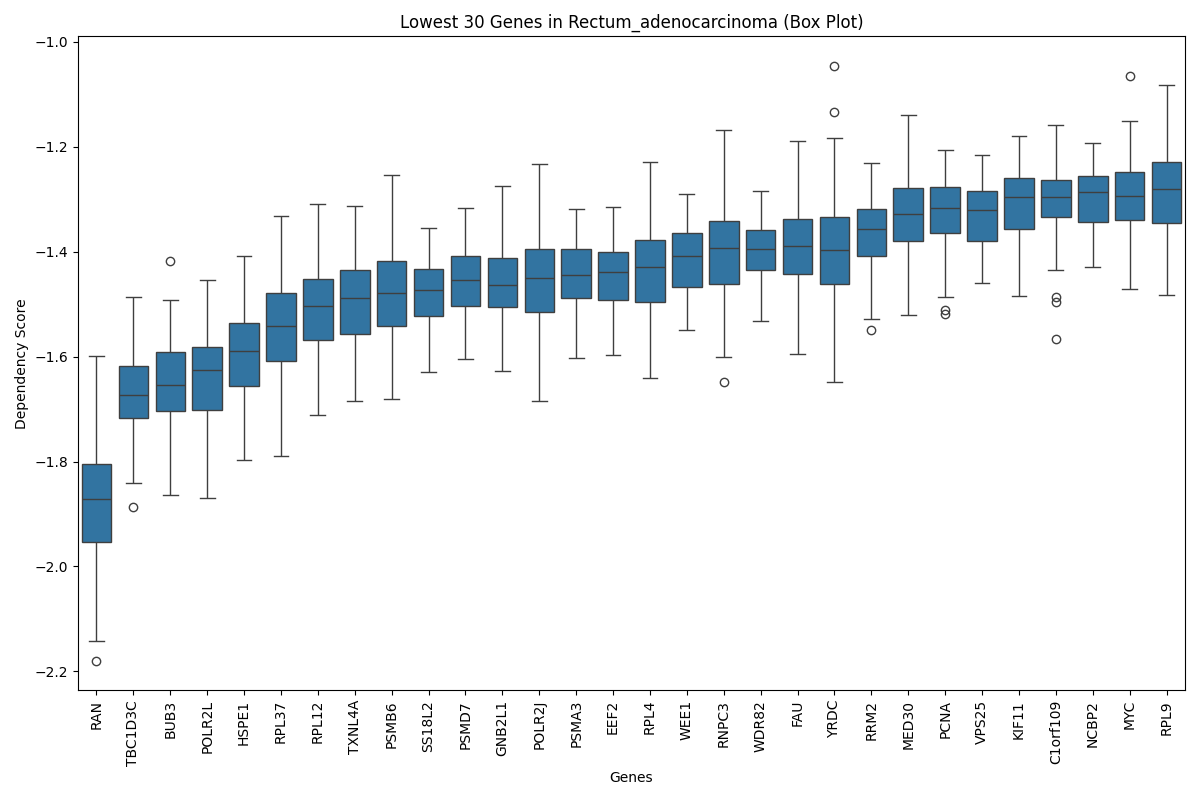 Lowest 30 Genes in Rectum_adenocarcinoma (Box Plot)
Dependency Score
−1.0
−1.2
−1.4
−1.6
−1.8
−2.0
−2.2
RAN
TBC1D3C
BUB3
POLR2L
HSPE1
RPL37
RPL12
TXNL4A
PSMB6
SS18L2
PSMD7
GNB2L1
POLR2J
PSMA3
EEF2
RPL4
WEE1
RNPC3
WDR82
FAU
YRDC
RRM2
MED30
PCNA
VPS25
KIF11
C1orf109
NCBP2
MYC
RPL9
Genes